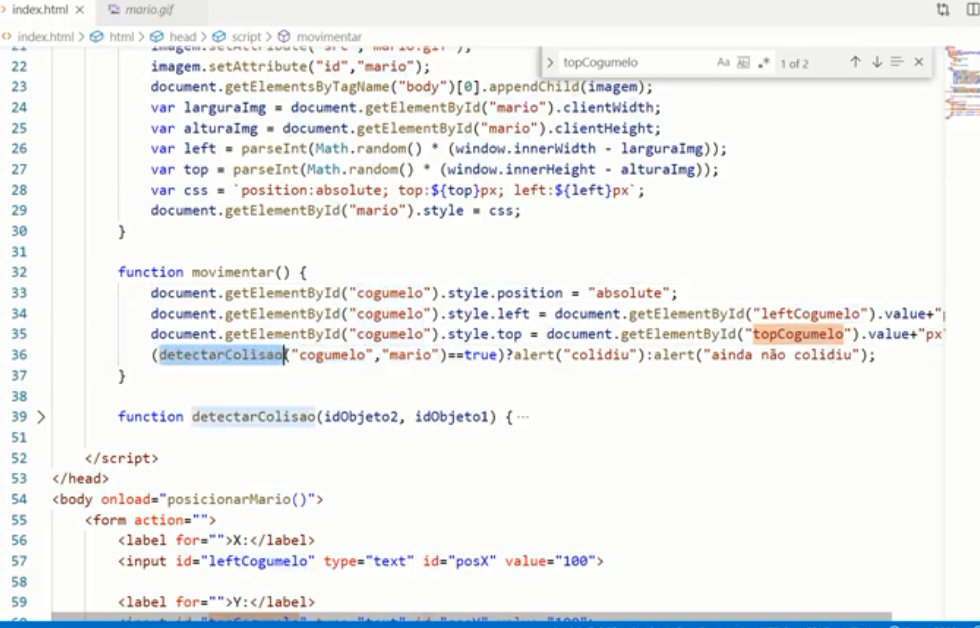 index.html × mario.gif
index.html > html > head > script > movimentar
topCogumelo Aa ab .* 1 of 2
21 imagem.setAttribute("src","mario.gif");
22 imagem.setAttribute("id","mario");
23 document.getElementsByTagName("body")[0].appendChild(imagem);
24 var larguraImg = document.getElementById("mario").clientWidth;
25 var alturaImg = document.getElementById("mario").clientHeight;
26 var left = parseInt(Math.random() * (window.innerWidth - larguraImg));
27 var top = parseInt(Math.random() * (window.innerHeight - alturaImg));
28 var css = `position:absolute; top:${top}px; left:${left}px`;
29 document.getElementById("mario").style = css;
30 }
31
32 function movimentar() {
33 document.getElementById("cogumelo").style.position = "absolute";
34 document.getElementById("cogumelo").style.left = document.getElementById("leftCogumelo").value+"p
35 document.getElementById("cogumelo").style.top = document.getElementById("topCogumelo").value+"px
36 (detectarColisao("cogumelo","mario")==true)?alert("colidiu"):alert("ainda não colidiu");
37 }
38
39 function detectarColisao(idObjeto2, idObjeto1) { ···
51
52 </script>
53 </head>
54 <body onload="posicionarMario()">
55 <form action="">
56 <label for="">X:</label>
57 <input id="leftCogumelo" type="text" id="posX" value="100">
58
59 <label for="">Y:</label>